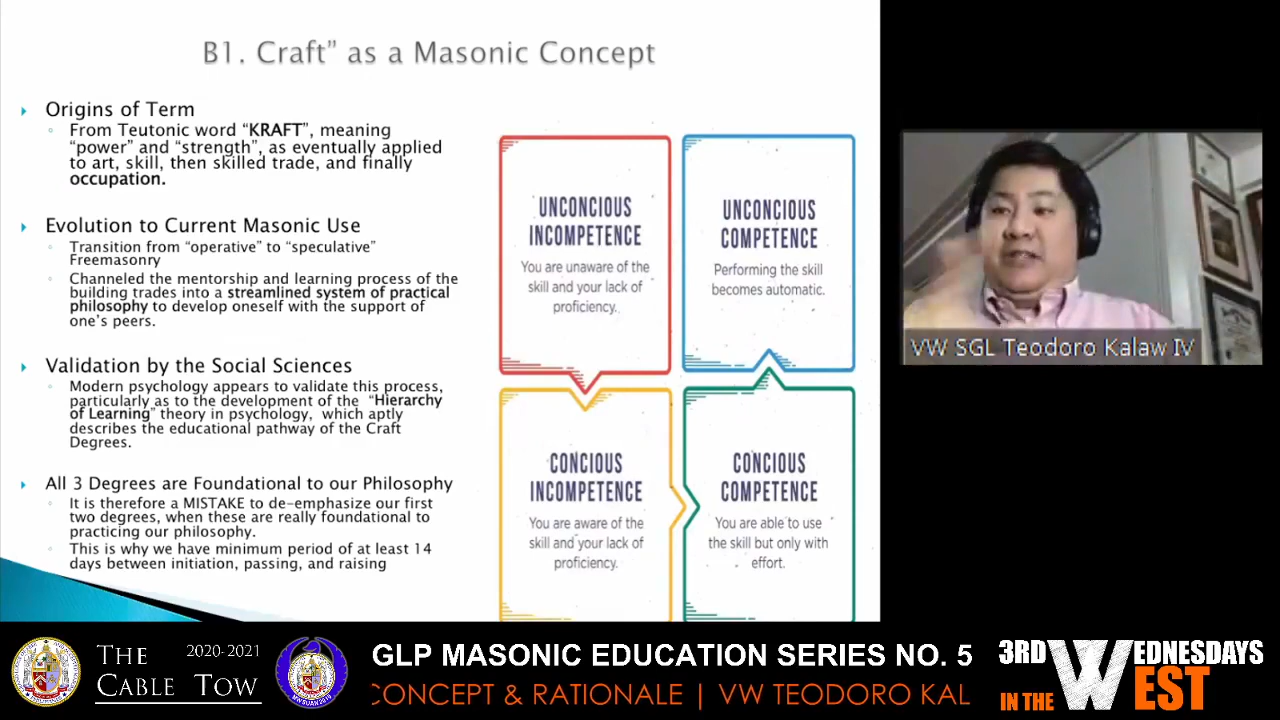 B1. Craft” as a Masonic Concept
Origins of Term
From Teutonic word “KRAFT”, meaning
“power” and “strength”, as eventually applied
to art, skill, then skilled trade, and finally
occupation.
Evolution to Current Masonic Use
Transition from “operative” to “speculative”
Freemasonry
Channeled the mentorship and learning process of the
building trades into a streamlined system of practical
philosophy to develop oneself with the support of
one’s peers.
Validation by the Social Sciences
Modern psychology appears to validate this process,
particularly as to the development of the “Hierarchy
of Learning” theory in psychology, which aptly
describes the educational pathway of the Craft
Degrees.
All 3 Degrees are Foundational to our Philosophy
It is therefore a MISTAKE to de-emphasize our first
two degrees, when these are really foundational to
practicing our philosophy.
This is why we have minimum period of at least 14
days between initiation, passing, and raising
UNCONCIOUS
INCOMPETENCE
You are unaware of the
skill and your lack of
proficiency.
UNCONCIOUS
COMPETENCE
Performing the skill
becomes automatic.
CONCIOUS
INCOMPETENCE
You are aware of the
skill and your lack of
proficiency.
CONCIOUS
COMPETENCE
You are able to use
the skill but only with
effort.
VW SGL Teodoro Kalaw IV
THE
CABLE TOW
2020-2021
GLP MASONIC EDUCATION SERIES NO. 5
CONCEPT & RATIONALE | VW TEODORO KAL
3RD WEDNESDAYS
IN THE WEST